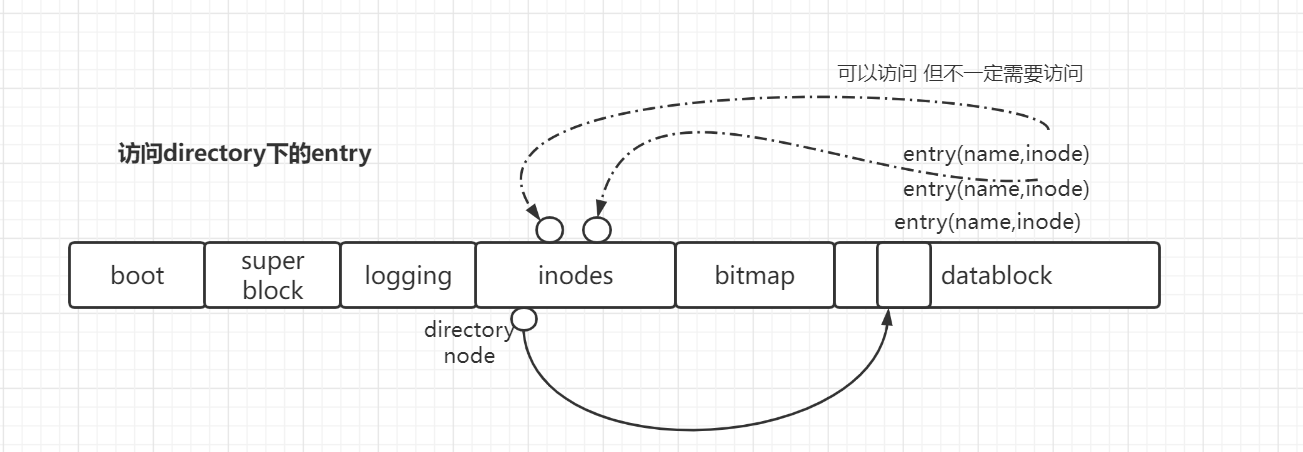 可以访问 但不一定需要访问
访问directory下的entry
entry(name,inode)
entry(name,inode)
entry(name,inode)
boot
super
block
logging
inodes
bitmap
datablock
directory
node